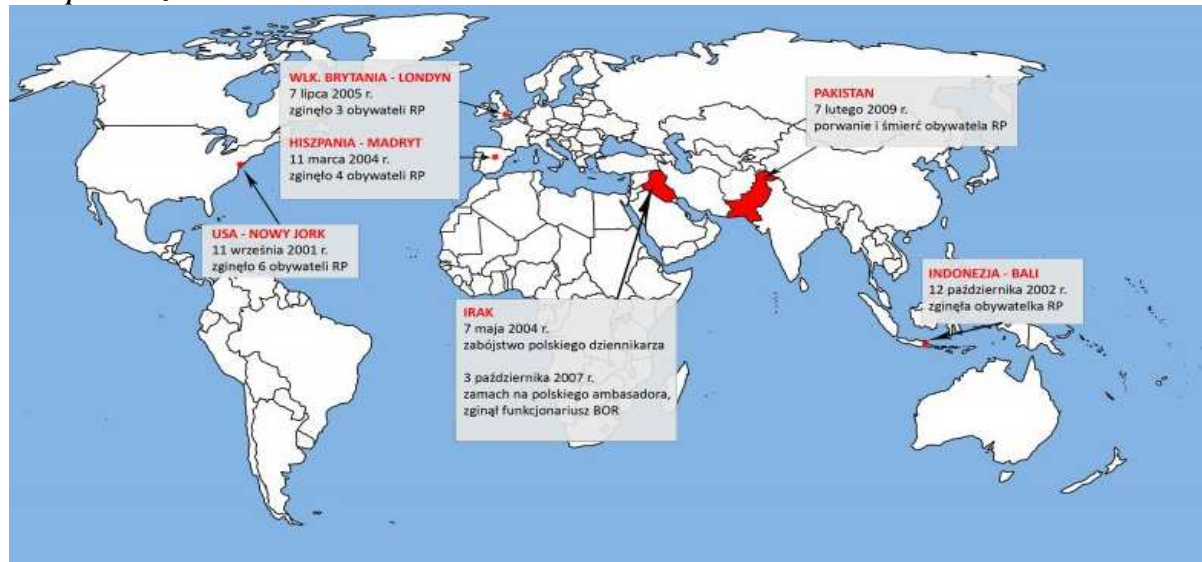 WLK. BRYTANIA - LONDYN
7 lipca 2005 r.
zginęło 3 obywateli RP
HISZPANIA - MADRYT
11 marca 2004 r.
zginęło 4 obywateli RP
USA - NOWY JORK
11 września 2001 r.
zginęło 6 obywateli RP
PAKISTAN
7 lutego 2009 r.
porwanie i śmierć obywatela RP
IRAK
7 maja 2004 r.
zabójstwo polskiego dziennikarza
3 października 2007 r.
zamach na polskiego ambasadora,
zginął funkcjonariusz BOR
INDONEZJA - BALI
12 października 2002 r.
zginęła obywatelka RP